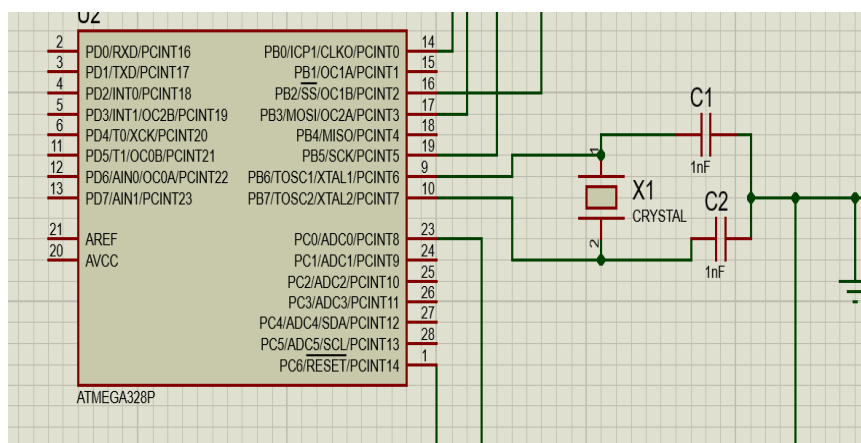 U2
2 PD0/RXD/PCINT16 PB0/ICP1/CLKO/PCINT0 14
3 PD1/TXD/PCINT17 PB1/OC1A/PCINT1 15
4 PD2/INT0/PCINT18 PB2/SS/OC1B/PCINT2 16
5 PD3/INT1/OC2B/PCINT19 PB3/MOSI/OC2A/PCINT3 17
6 PD4/T0/XCK/PCINT20 PB4/MISO/PCINT4 18
11 PD5/T1/OC0B/PCINT21 PB5/SCK/PCINT5 19
12 PD6/AIN0/OC0A/PCINT22 PB6/TOSC1/XTAL1/PCINT6 9
13 PD7/AIN1/PCINT23 PB7/TOSC2/XTAL2/PCINT7 10
21 AREF PC0/ADC0/PCINT8 23
20 AVCC PC1/ADC1/PCINT9 24
PC2/ADC2/PCINT10 25
PC3/ADC3/PCINT11 26
PC4/ADC4/SDA/PCINT12 27
PC5/ADC5/SCL/PCINT13 28
PC6/RESET/PCINT14 1
ATMEGA328P
C1
1nF
1
X1
CRYSTAL
2
C2
1nF